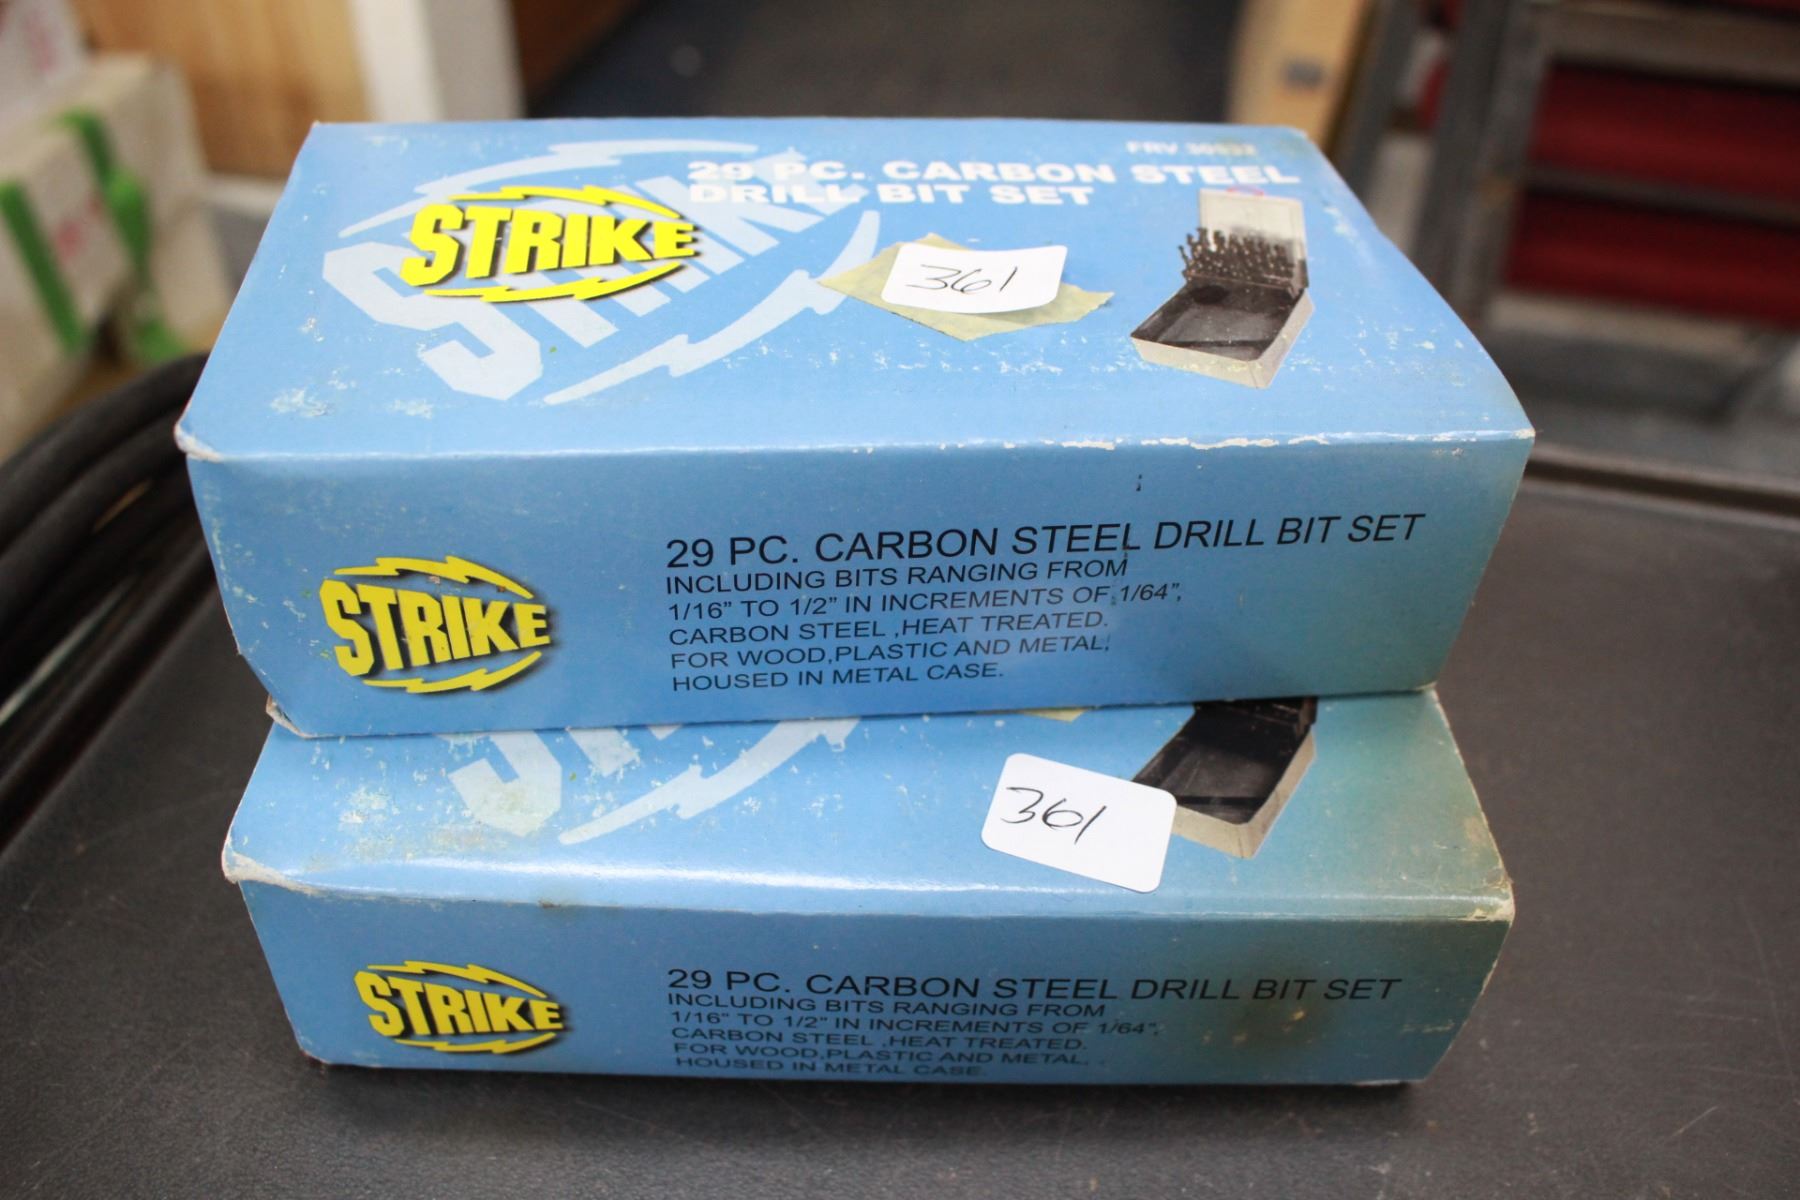 29 PC. CARBON STEEL
DRILL BIT SET
STRIKE
STRIKE
361
29 PC. CARBON STEEL DRILL BIT SET
INCLUDING BITS RANGING FROM
1/16" TO 1/2" IN INCREMENTS OF 1/64",
CARBON STEEL ,HEAT TREATED.
FOR WOOD,PLASTIC AND METAL,
HOUSED IN METAL CASE.
STRIKE
361
29 PC. CARBON STEEL DRILL BIT SET
INCLUDING BITS RANGING FROM
1/16" TO 1/2" IN INCREMENTS OF 1/64",
CARBON STEEL ,HEAT TREATED.
FOR WOOD,PLASTIC AND METAL,
HOUSED IN METAL CASE.
STRIKE